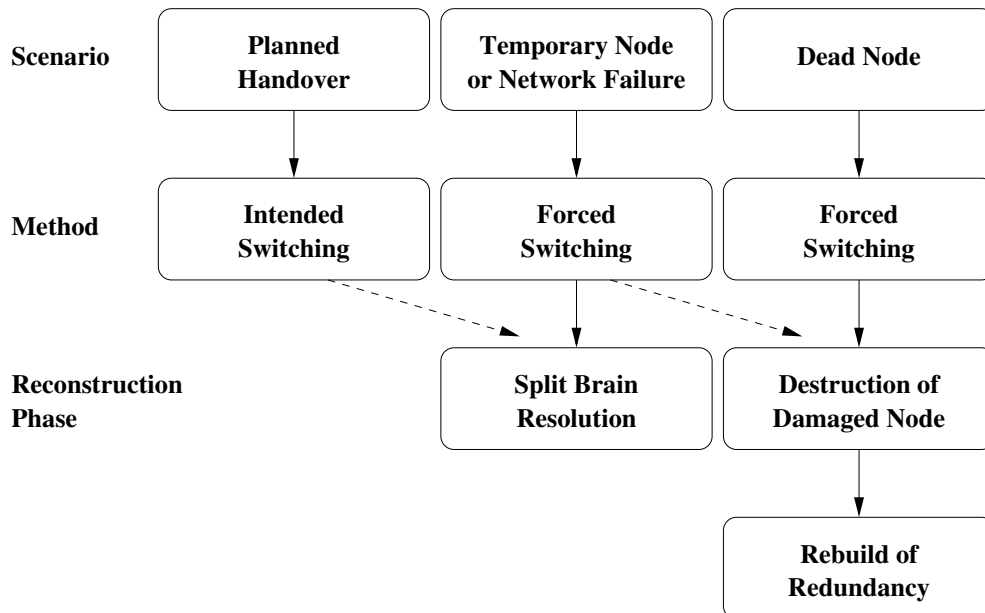 Scenario
Planned
Handover
Temporary Node
or Network Failure
Dead Node
Method
Intended
Switching
Forced
Switching
Forced
Switching
Reconstruction
Phase
Split Brain
Resolution
Destruction of
Damaged Node
Rebuild of
Redundancy